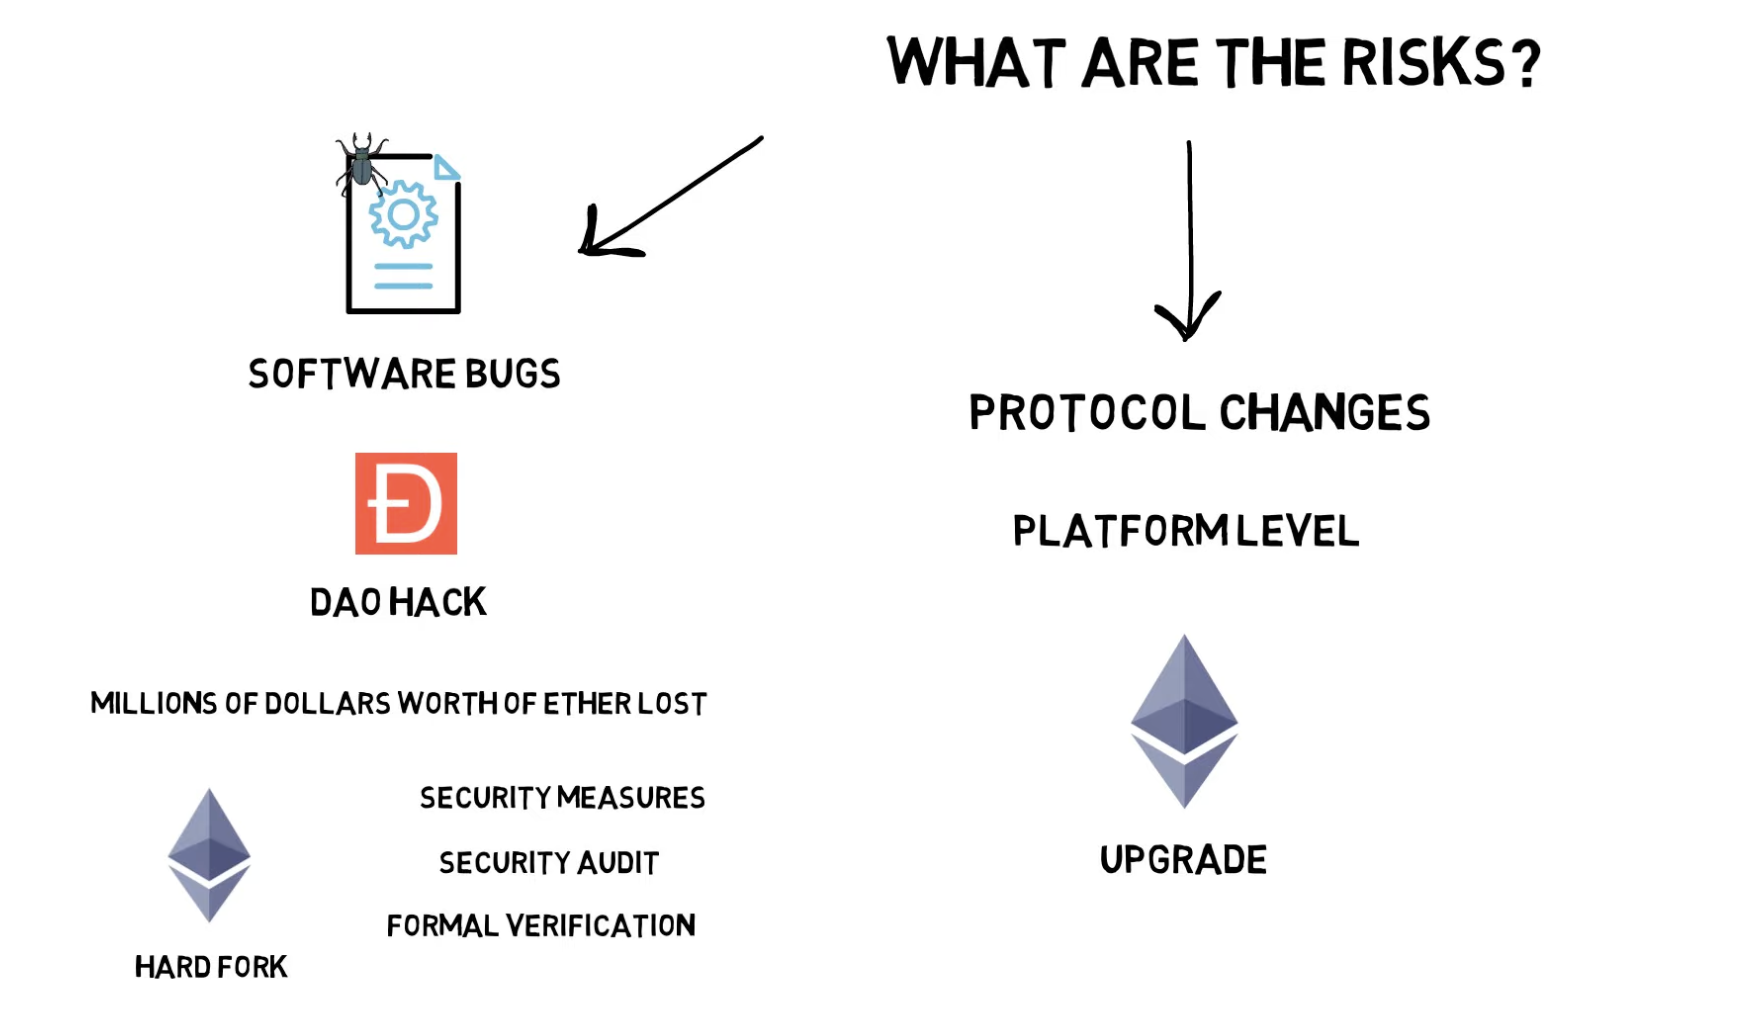 WHAT ARE THE RISKS?
SOFTWARE BUGS
DAO HACK
MILLIONS OF DOLLARS WORTH OF ETHER LOST
SECURITY MEASURES
SECURITY AUDIT
FORMAL VERIFICATION
HARD FORK
PROTOCOL CHANGES
PLATFORM LEVEL
UPGRADE